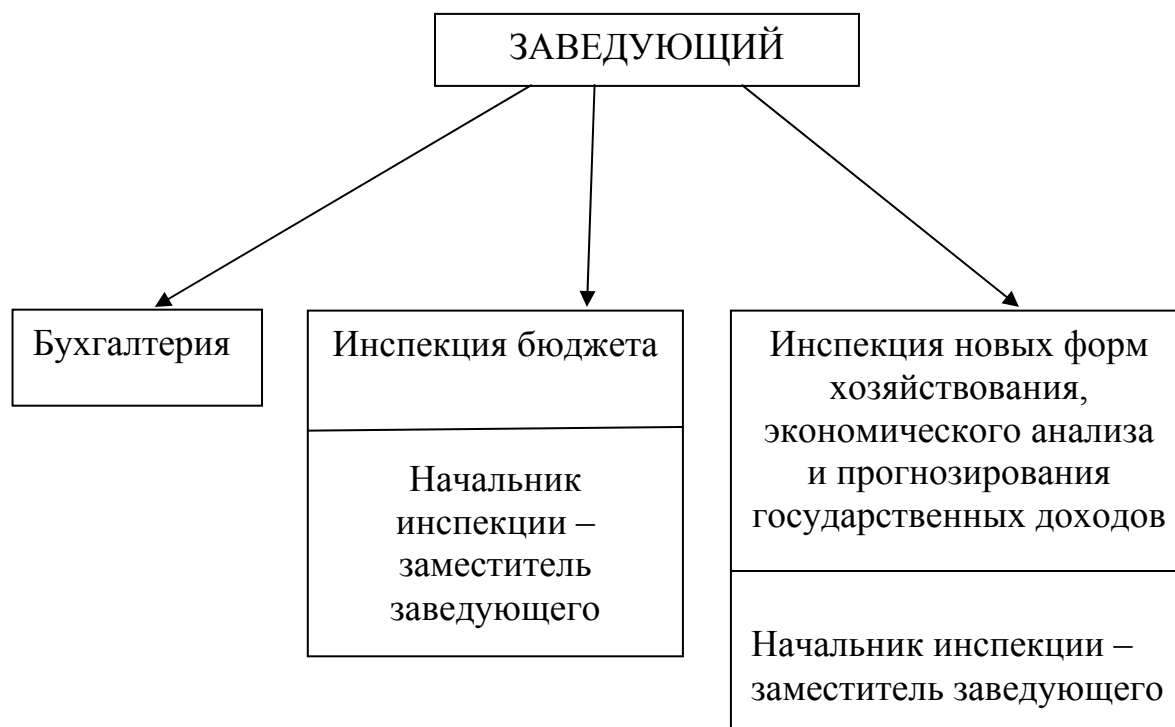 ЗАВЕДУЮЩИЙ
Бухгалтерия
Инспекция бюджета
Начальник
инспекции –
заместитель
заведующего
Инспекция новых форм
хозяйствования,
экономического анализа
и прогнозирования
государственных доходов
Начальник инспекции –
заместитель заведующего